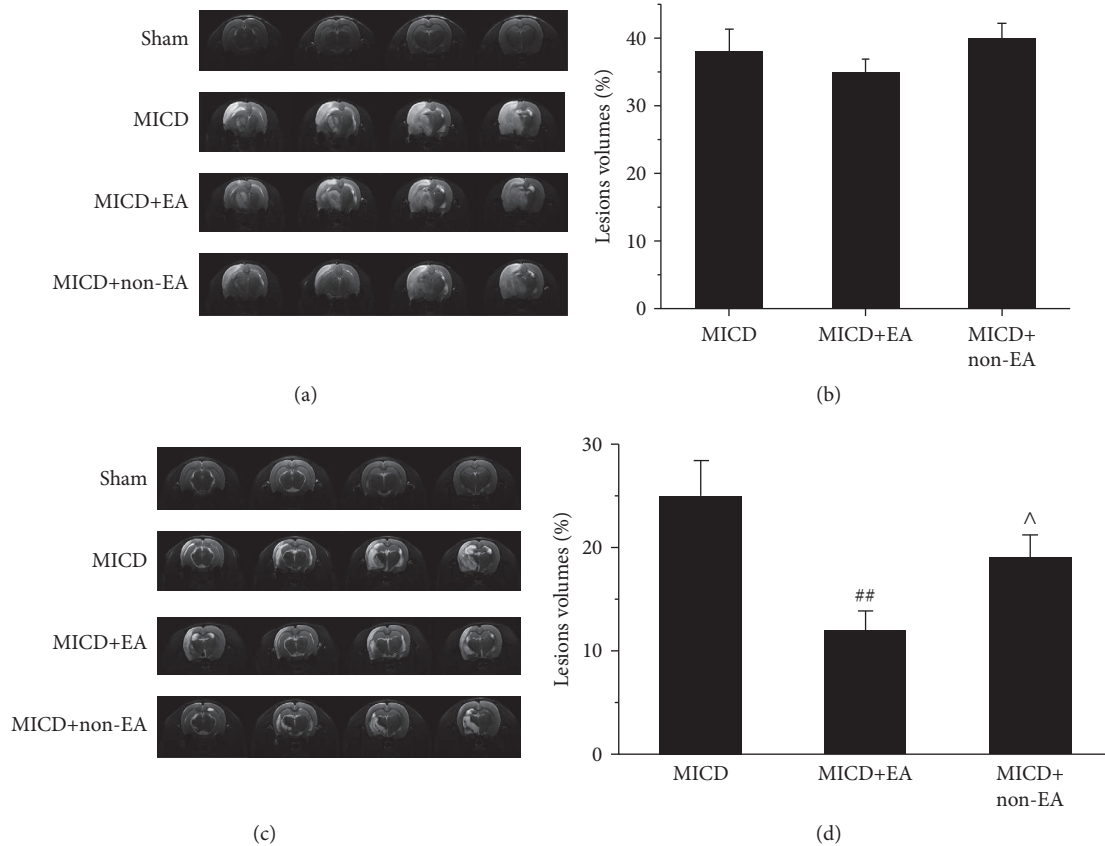 Sham
MICD
MICD+EA
MICD+non-EA
(a)
Lesions volumes (%)
40
30
20
10
0
MICD
MICD+EA
MICD+
non-EA
(b)
Sham
MICD
MICD+EA
MICD+non-EA
(c)
Lesions volumes (%)
30
20
10
0
##
^
MICD
MICD+EA
MICD+
non-EA
(d)